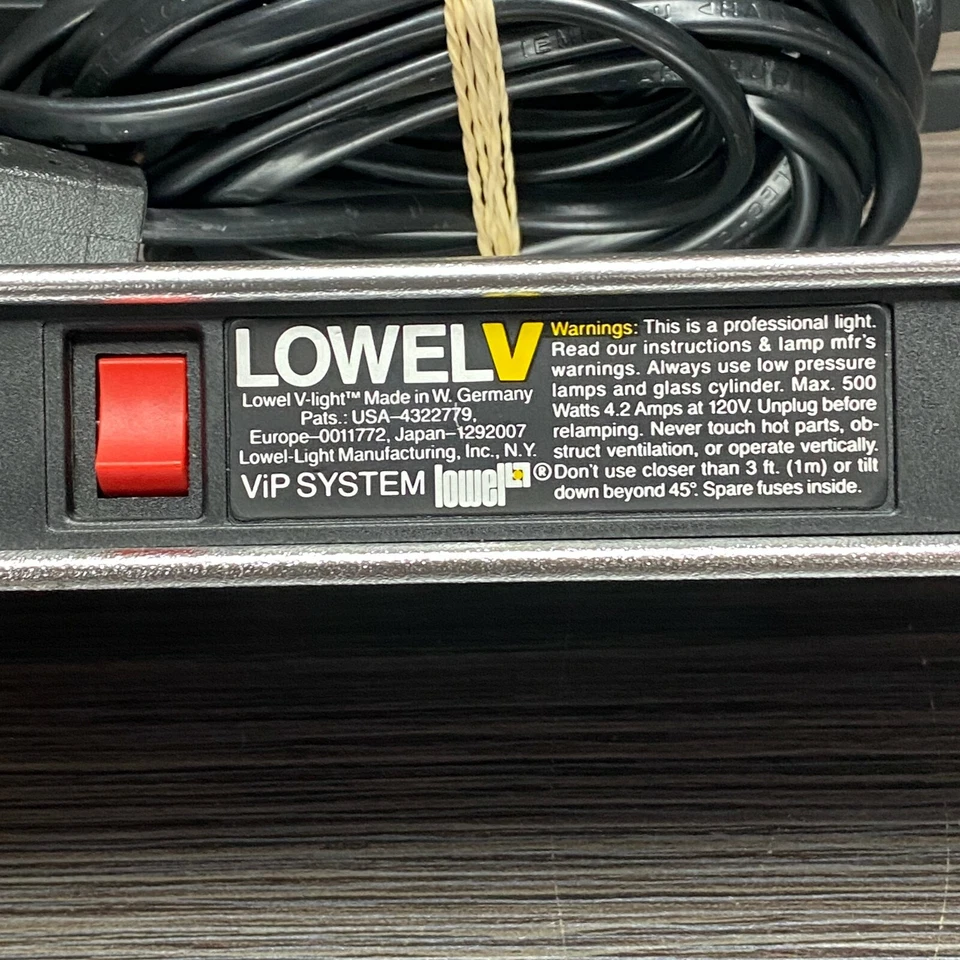 LOWEL V
Lowel V-light™ Made in W. Germany
Pats.: USA–4322779,
Europe–0011772, Japan–1292007
Lowel-Light Manufacturing, Inc., N.Y.
ViP SYSTEM lowel ®
Warnings: This is a professional light.
Read our instructions & lamp mfr's
warnings. Always use low pressure
lamps and glass cylinder. Max. 500
Watts 4.2 Amps at 120V. Unplug before
relamping. Never touch hot parts, ob-
struct ventilation, or operate vertically.
Don't use closer than 3 ft. (1m) or tilt
down beyond 45°. Spare fuses inside.